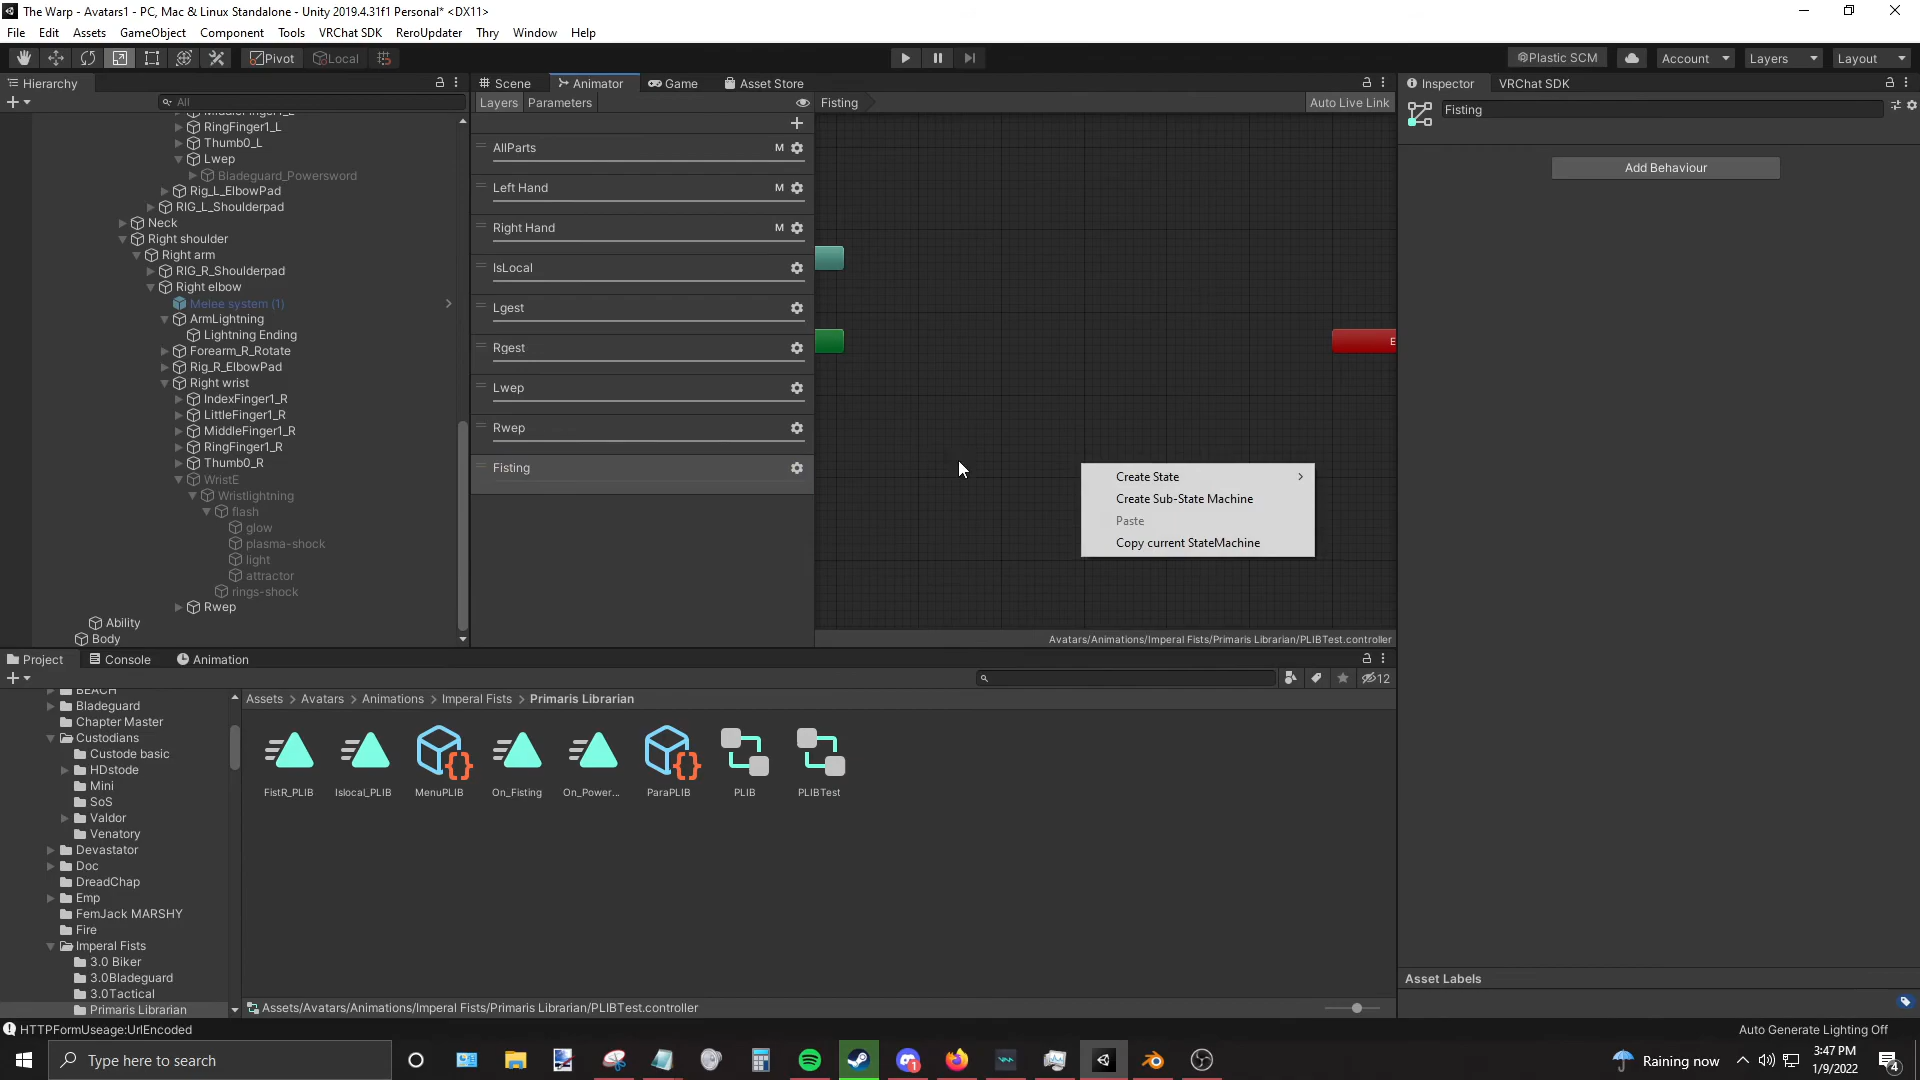 The Warp - Avatars1 - PC, Mac & Linux Standalone - Unity 2019.4.31f1 Personal* <DX11>
File Edit Assets GameObject Component Tools VRChat SDK ReroUpdater Thry Window Help
Pivot Local Plastic SCM Account Layers Layout
Hierarchy
All
RingFinger1_L
Thumb0_L
Lwep
Bladeguard_Powersword
Rig_L_ElbowPad
RIG_L_Shoulderpad
Neck
Right shoulder
Right arm
RIG_R_Shoulderpad
Right elbow
Melee system (1)
ArmLightning
Lightning Ending
Forearm_R_Rotate
Rig_R_ElbowPad
Right wrist
IndexFinger1_R
LittleFinger1_R
MiddleFinger1_R
RingFinger1_R
Thumb0_R
WristE
Wristlightning
flash
glow
plasma-shock
light
attractor
rings-shock
Rwep
Ability
Body
Scene Animator Game Asset Store
Layers Parameters Fisting Auto Live Link
AllParts M
Left Hand M
Right Hand M
IsLocal
Lgest
Rgest
Lwep
Rwep
Fisting
E
Create State
Create Sub-State Machine
Paste
Copy current StateMachine
Avatars/Animations/Imperal Fists/Primaris Librarian/PLIBTest.controller
Inspector VRChat SDK
Fisting
Add Behaviour
Asset Labels
Project Console Animation
12
BEACH
Bladeguard
Chapter Master
Custodians
Custode basic
HDstode
Mini
SoS
Valdor
Venatory
Devastator
Doc
DreadChap
Emp
FemJack MARSHY
Fire
Imperal Fists
3.0 Biker
3.0Bladeguard
3.0Tactical
Primaris Librarian
Assets > Avatars > Animations > Imperal Fists > Primaris Librarian
FistR_PLIB Islocal_PLIB MenuPLIB On_Fisting On_Power... ParaPLIB PLIB PLIBTest
Assets/Avatars/Animations/Imperal Fists/Primaris Librarian/PLIBTest.controller
HTTPFormUseage:UrlEncoded
Auto Generate Lighting Off
Type here to search
1
Raining now
3:47 PM
1/9/2022
4